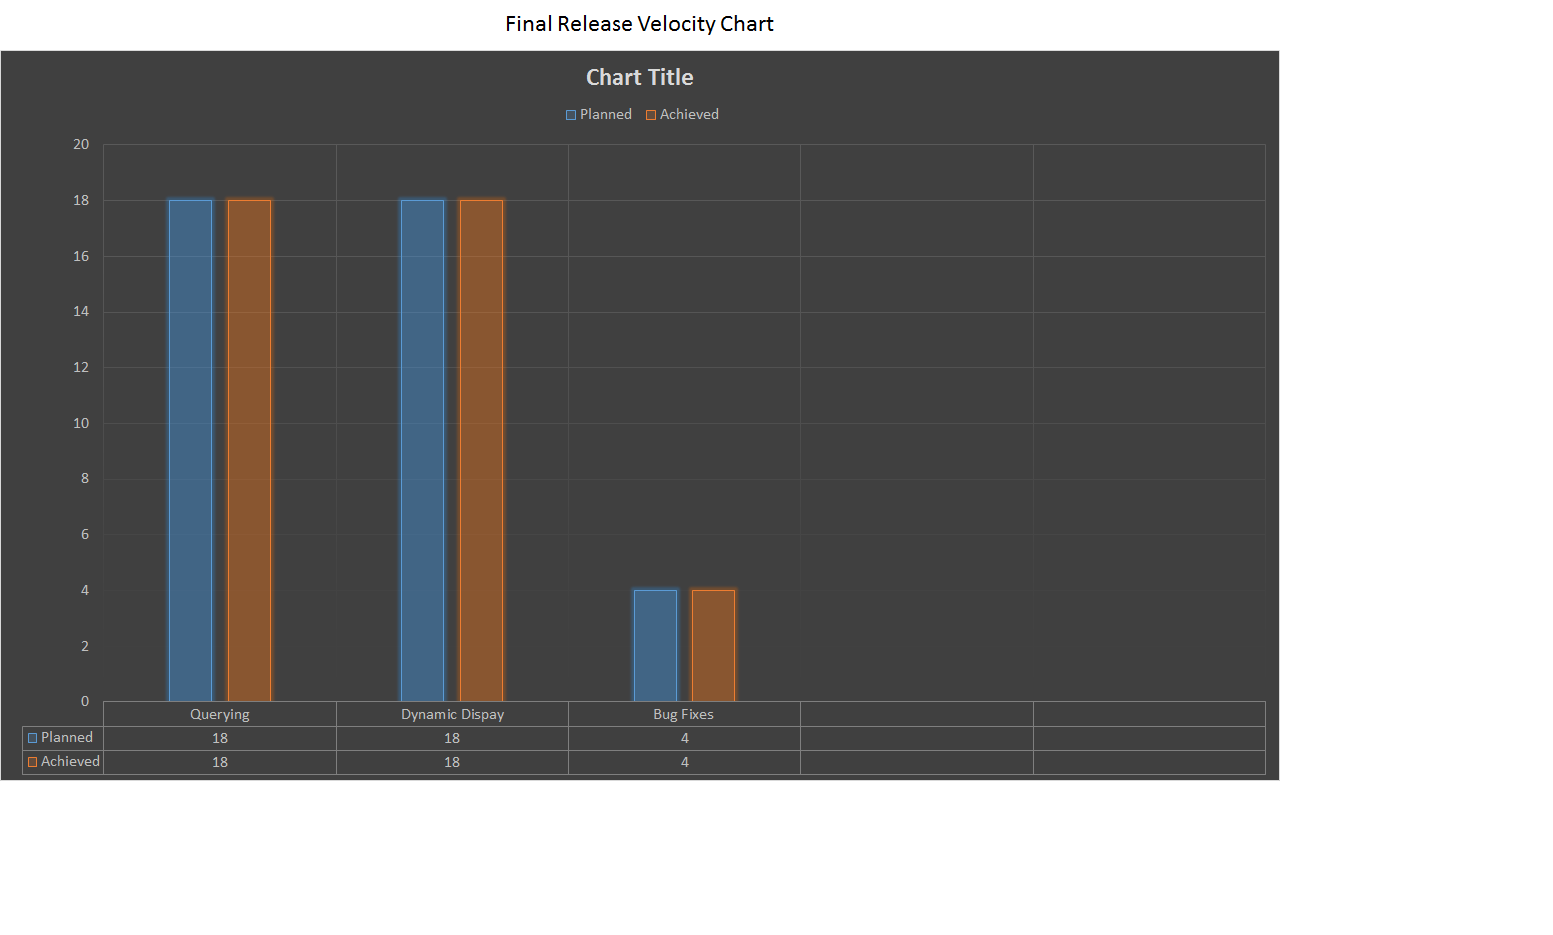 Final Release Velocity Chart
Chart Title
Planned Achieved
20
18
16
14
12
10
8
6
4
2
0
Querying Dynamic Dispay Bug Fixes
Planned 18 18 4
Achieved 18 18 4